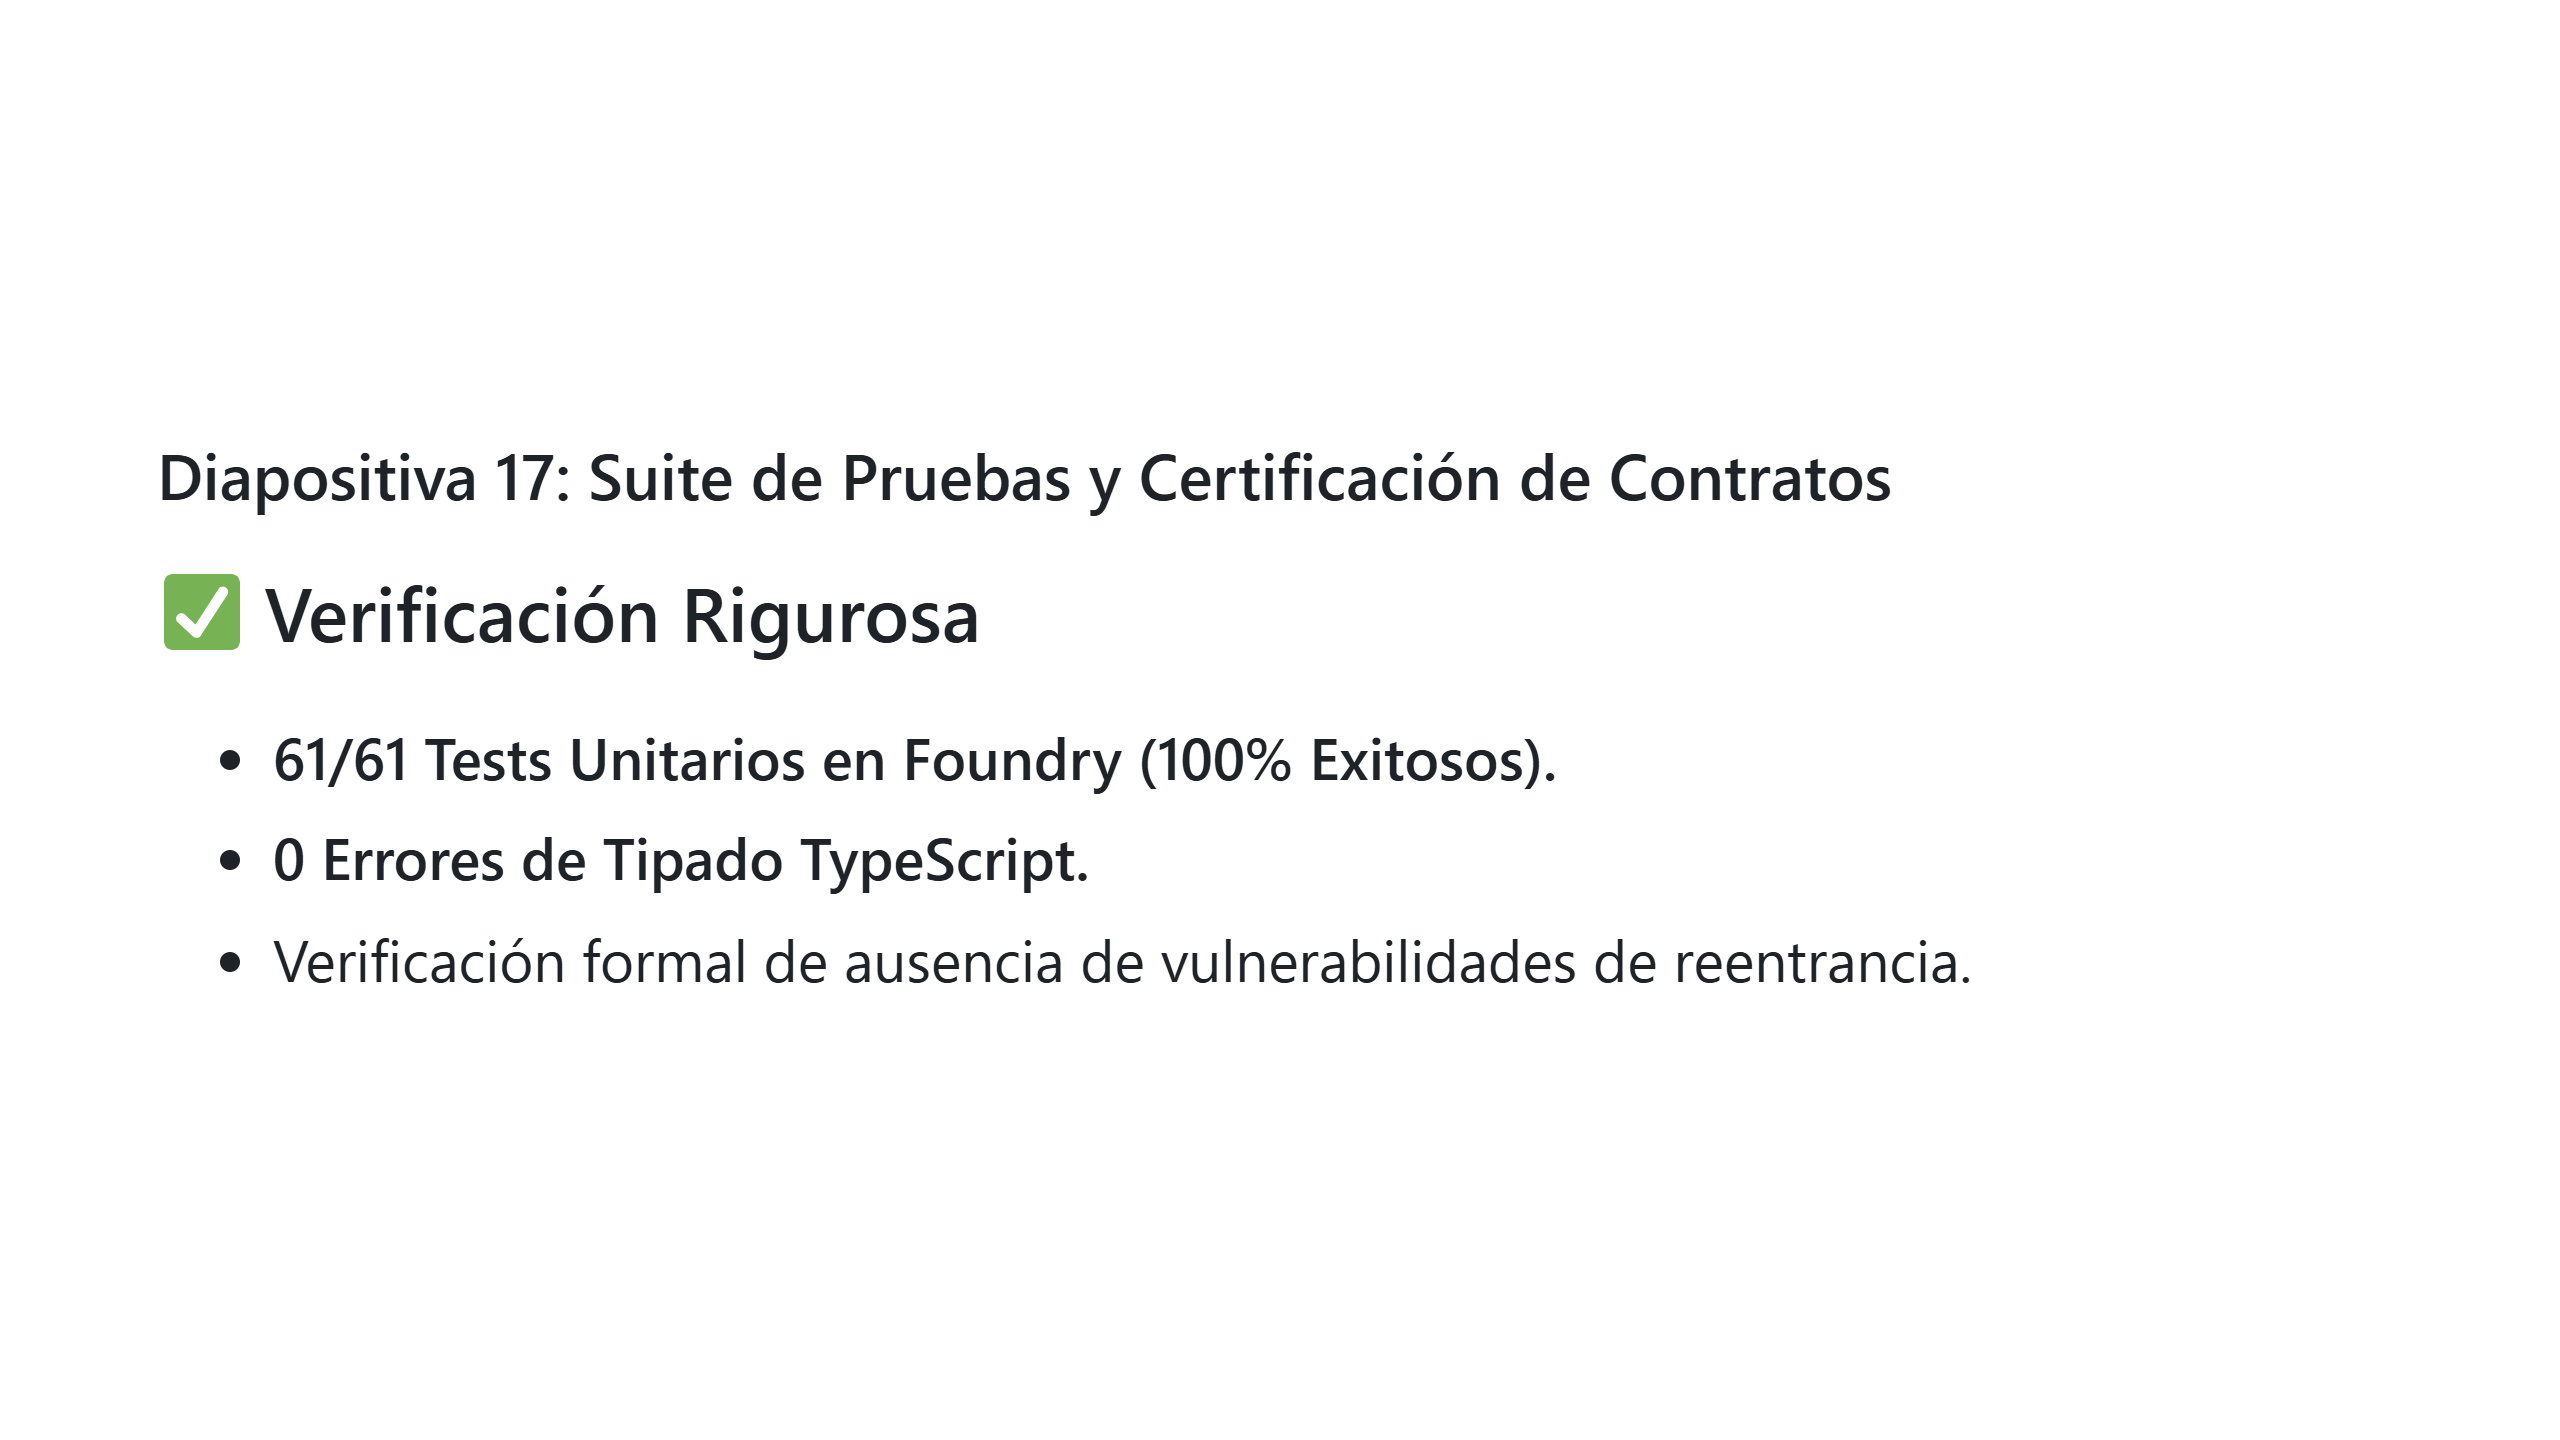 Diapositiva 17: Suite de Pruebas y Certificación de Contratos
✅ Verificación Rigurosa
• 61/61 Tests Unitarios en Foundry (100% Exitosos).
• 0 Errores de Tipado TypeScript.
• Verificación formal de ausencia de vulnerabilidades de reentrancia.